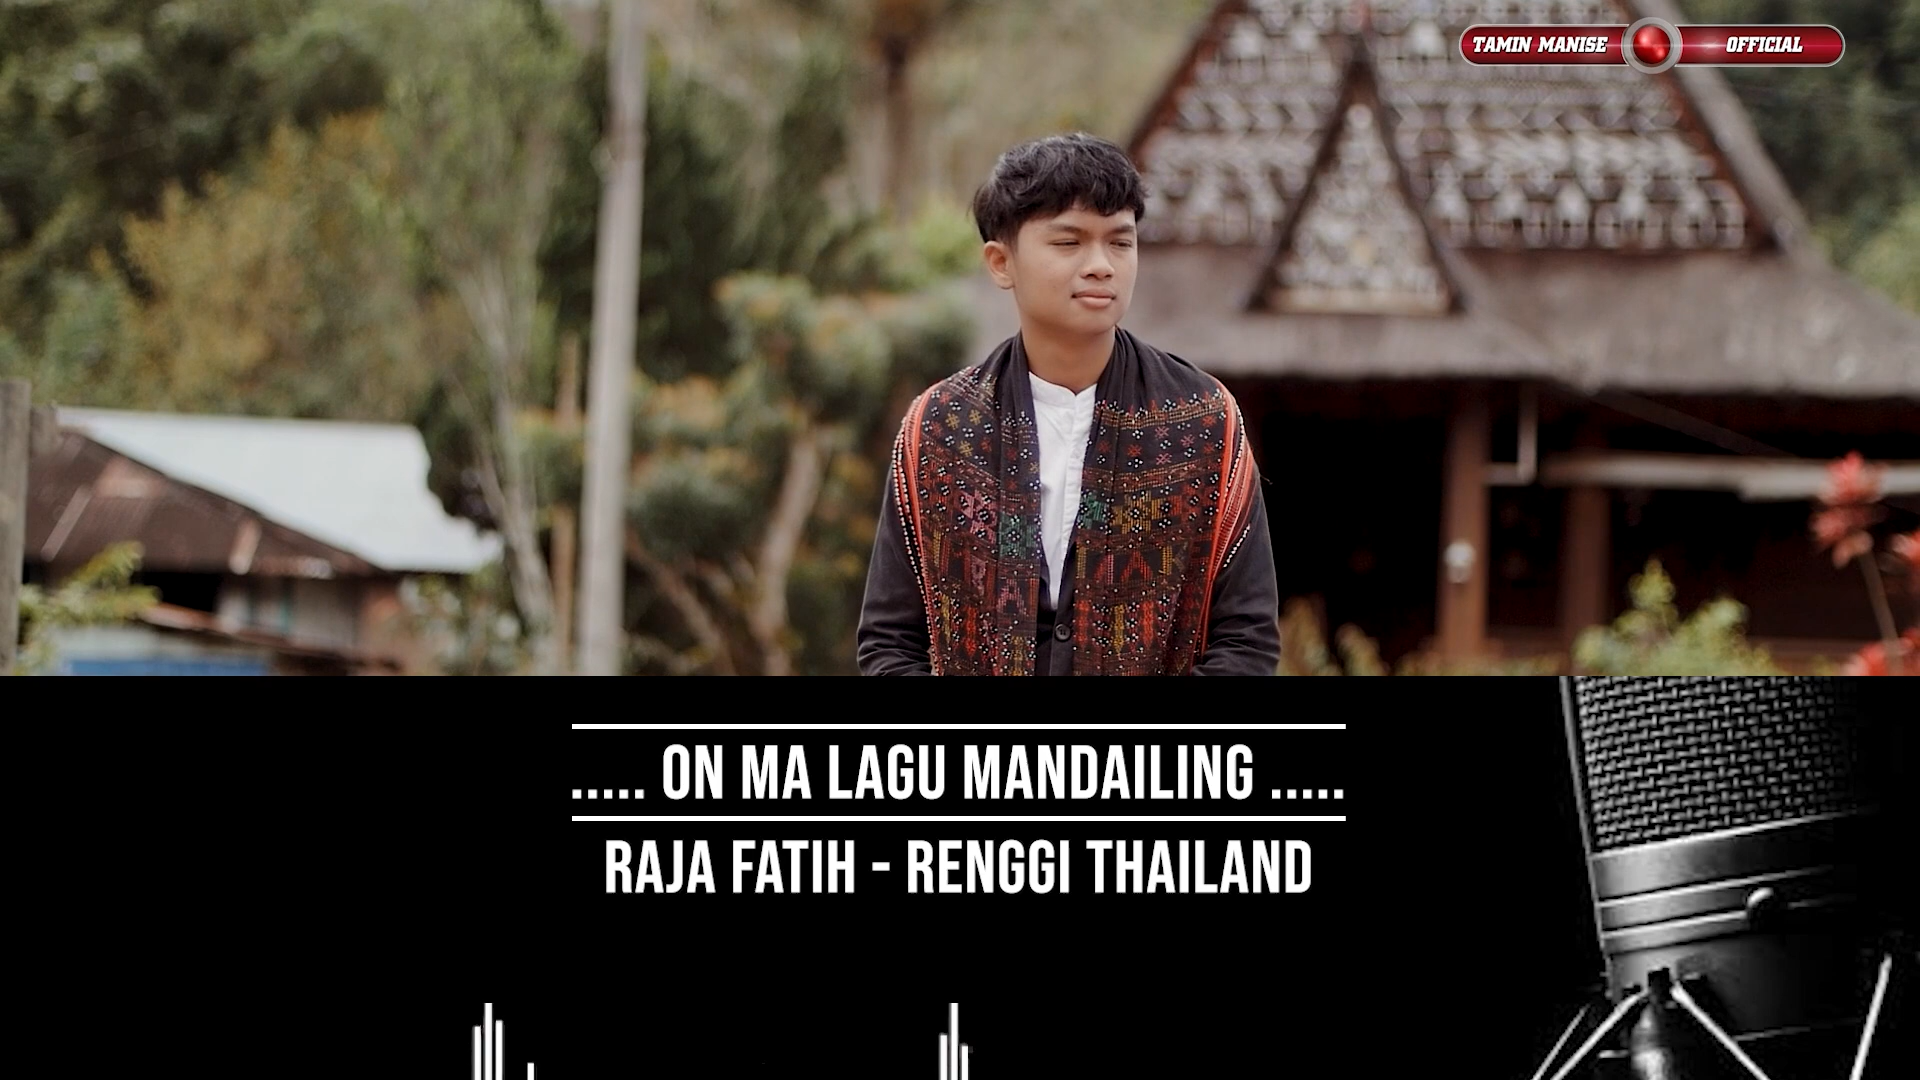 TAMIN MANISE OFFICIAL
..... ON MA LAGU MANDAILING .....
RAJA FATIH - RENGGI THAILAND